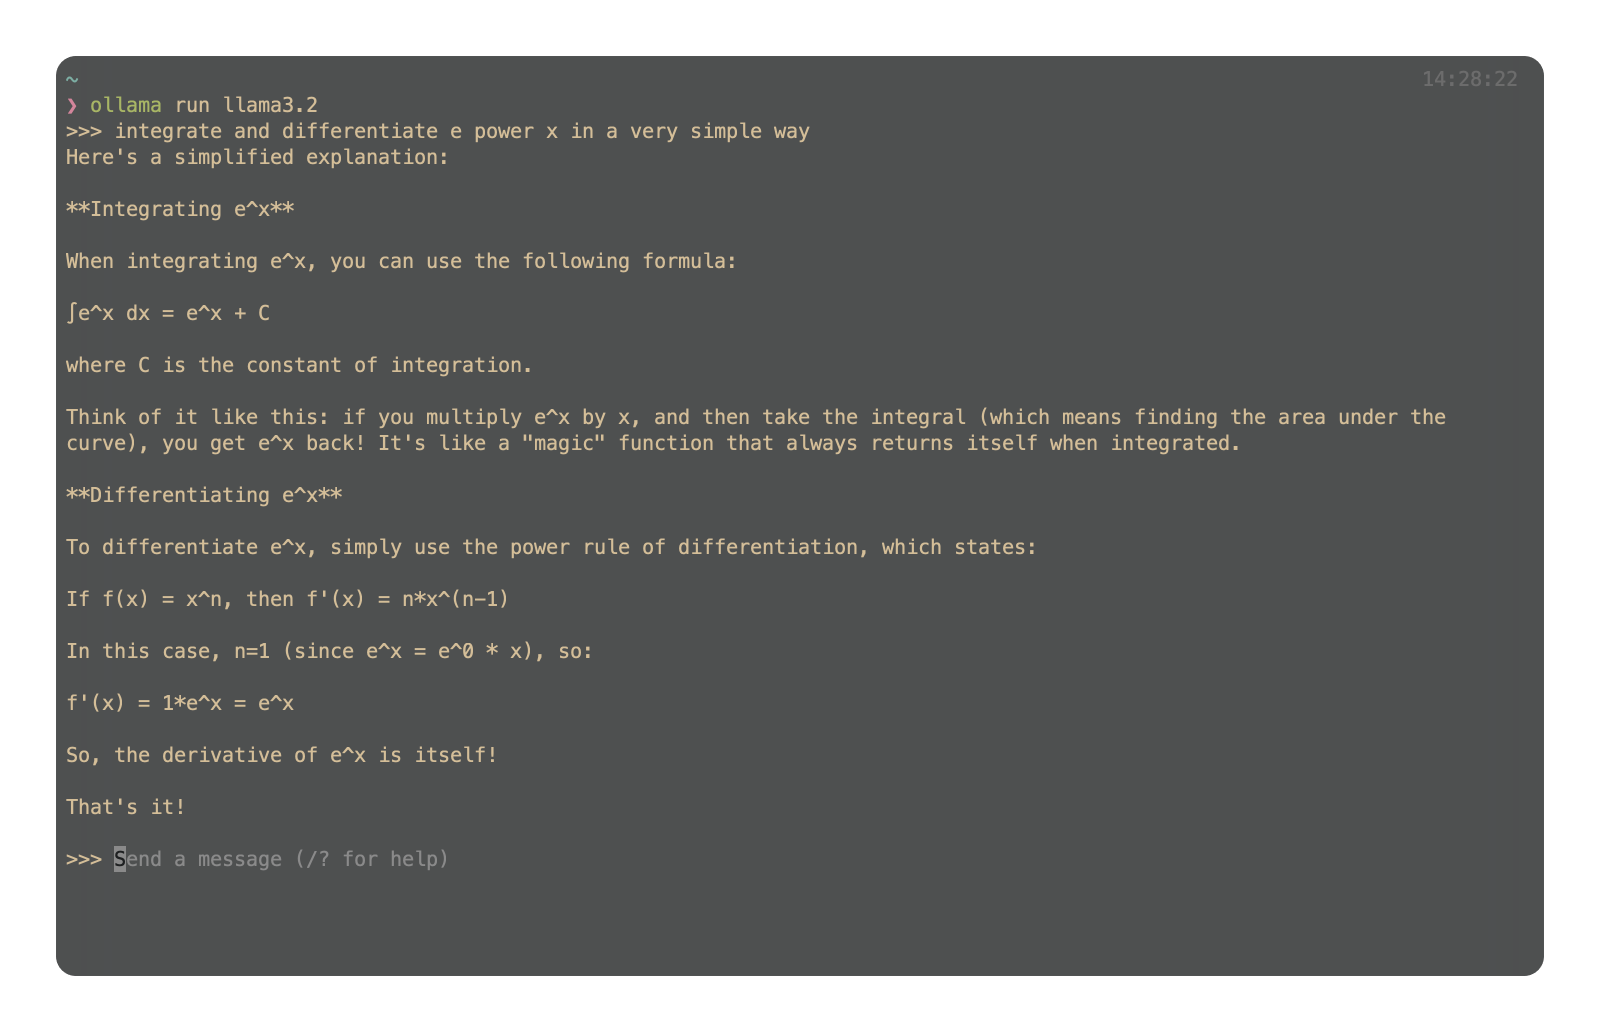 ~ 14:28:22
❯ ollama run llama3.2
>>> integrate and differentiate e power x in a very simple way
Here's a simplified explanation:
**Integrating e^x**
When integrating e^x, you can use the following formula:
∫e^x dx = e^x + C
where C is the constant of integration.
Think of it like this: if you multiply e^x by x, and then take the integral (which means finding the area under the
curve), you get e^x back! It's like a "magic" function that always returns itself when integrated.
**Differentiating e^x**
To differentiate e^x, simply use the power rule of differentiation, which states:
If f(x) = x^n, then f'(x) = n*x^(n-1)
In this case, n=1 (since e^x = e^0 * x), so:
f'(x) = 1*e^x = e^x
So, the derivative of e^x is itself!
That's it!
>>> Send a message (/? for help)